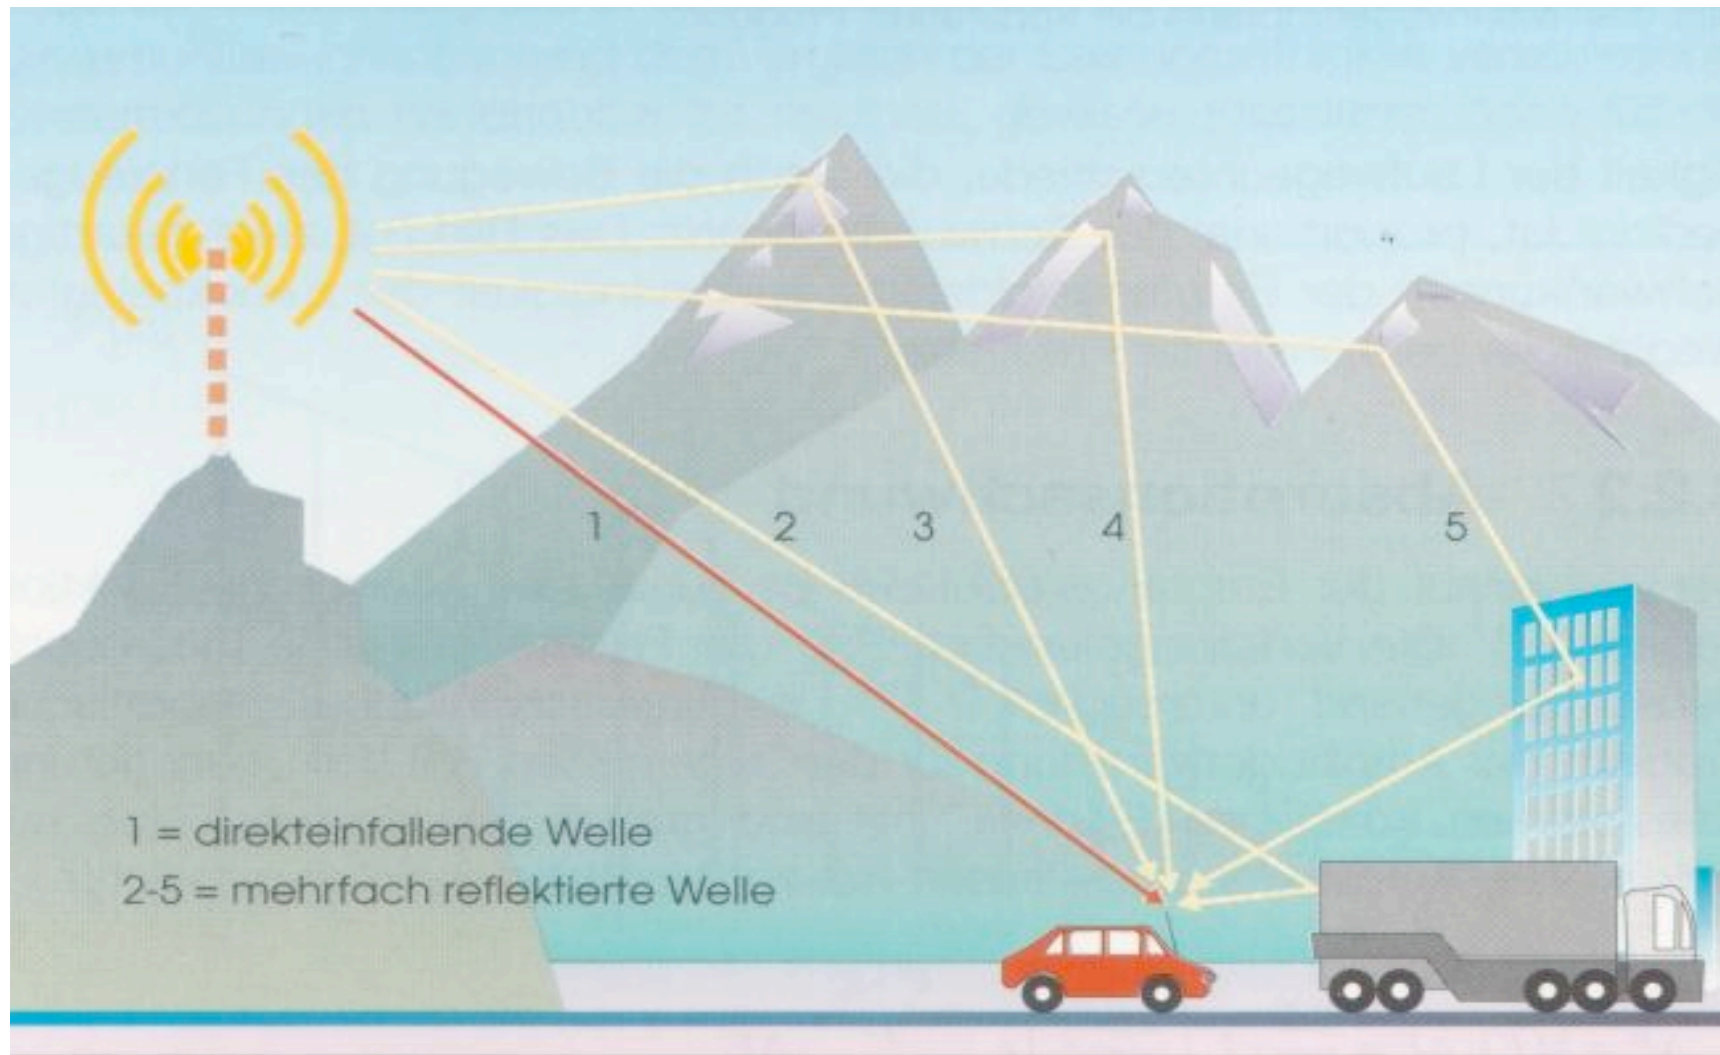 1 2 3 4 5
1 = direkteinfallende Welle
2-5 = mehrfach reflektierte Welle